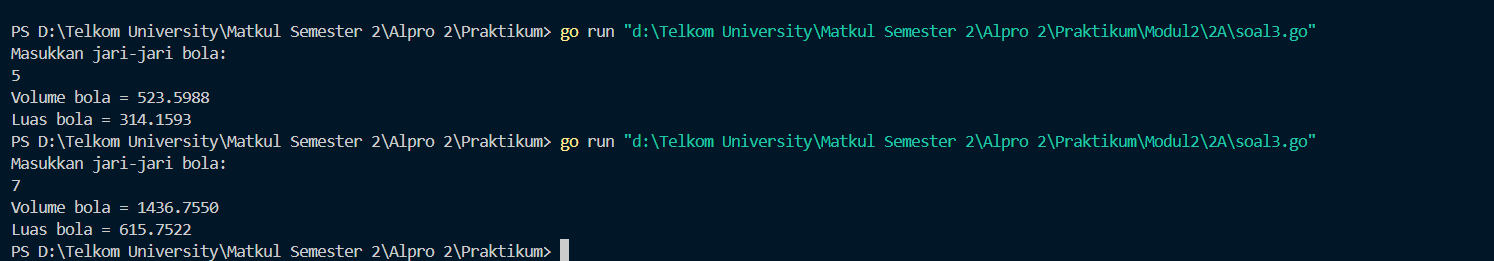 PS D:\Telkom University\Matkul Semester 2\Alpro 2\Praktikum> go run "d:\Telkom University\Matkul Semester 2\Alpro 2\Praktikum\Modul2\2A\soal3.go"
Masukkan jari-jari bola:
5
Volume bola = 523.5988
Luas bola = 314.1593
PS D:\Telkom University\Matkul Semester 2\Alpro 2\Praktikum> go run "d:\Telkom University\Matkul Semester 2\Alpro 2\Praktikum\Modul2\2A\soal3.go"
Masukkan jari-jari bola:
7
Volume bola = 1436.7550
Luas bola = 615.7522
PS D:\Telkom University\Matkul Semester 2\Alpro 2\Praktikum>